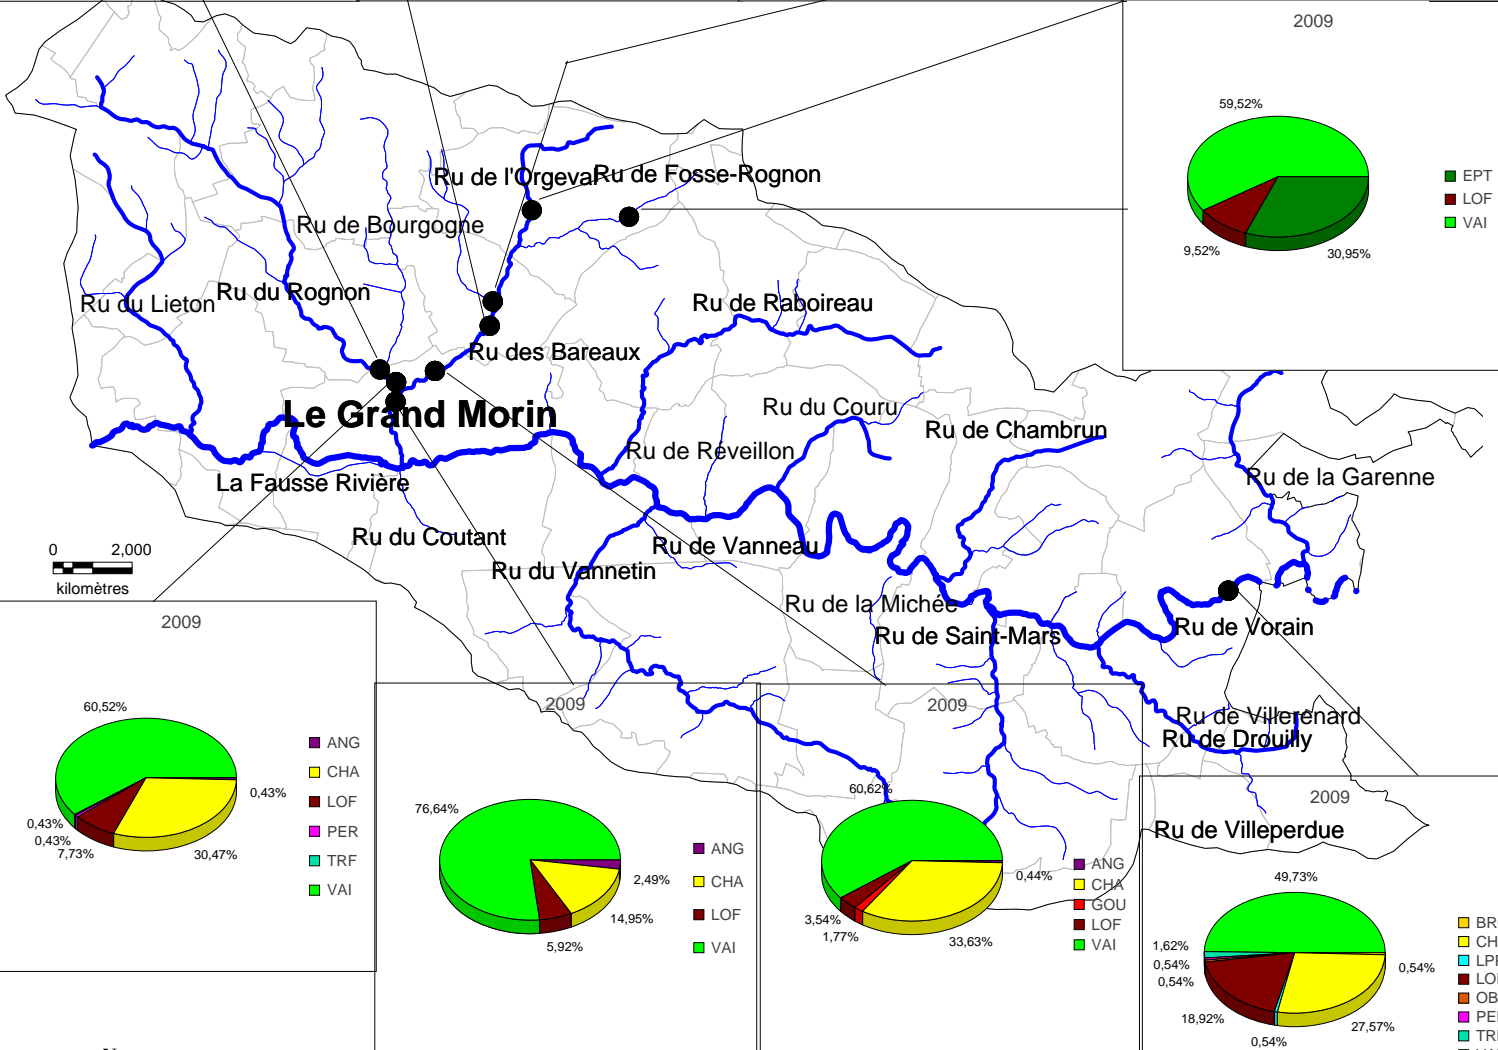 2009
59,52%
EPT
LOF
VAI
9,52%
30,95%
Ru de l'Orgeval
Ru de Fosse-Rognon
Ru de Bourgogne
Ru du Lieton
Ru du Rognon
Ru de Raboireau
Ru des Bareaux
Le Grand Morin
Ru du Couru
Ru de Chambrun
Ru de Réveillon
Ru de la Garenne
La Fausse Rivière
Ru du Coutant
Ru de Vanneau
Ru du Vannetin
0 2,000
kilomètres
Ru de la Michée
Ru de Vorain
Ru de Saint-Mars
Ru de Villerenard
Ru de Drouilly
Ru de Villeperdue
2009
60,52%
0,43%
0,43%
0,43%
7,73%
30,47%
ANG
CHA
LOF
PER
TRF
VAI
2009
76,64%
2,49%
14,95%
5,92%
ANG
CHA
LOF
VAI
2009
60,62%
0,44%
3,54%
1,77%
33,63%
ANG
CHA
GOU
LOF
VAI
2009
49,73%
1,62%
0,54%
0,54%
0,54%
18,92%
27,57%
0,54%
BR
CH